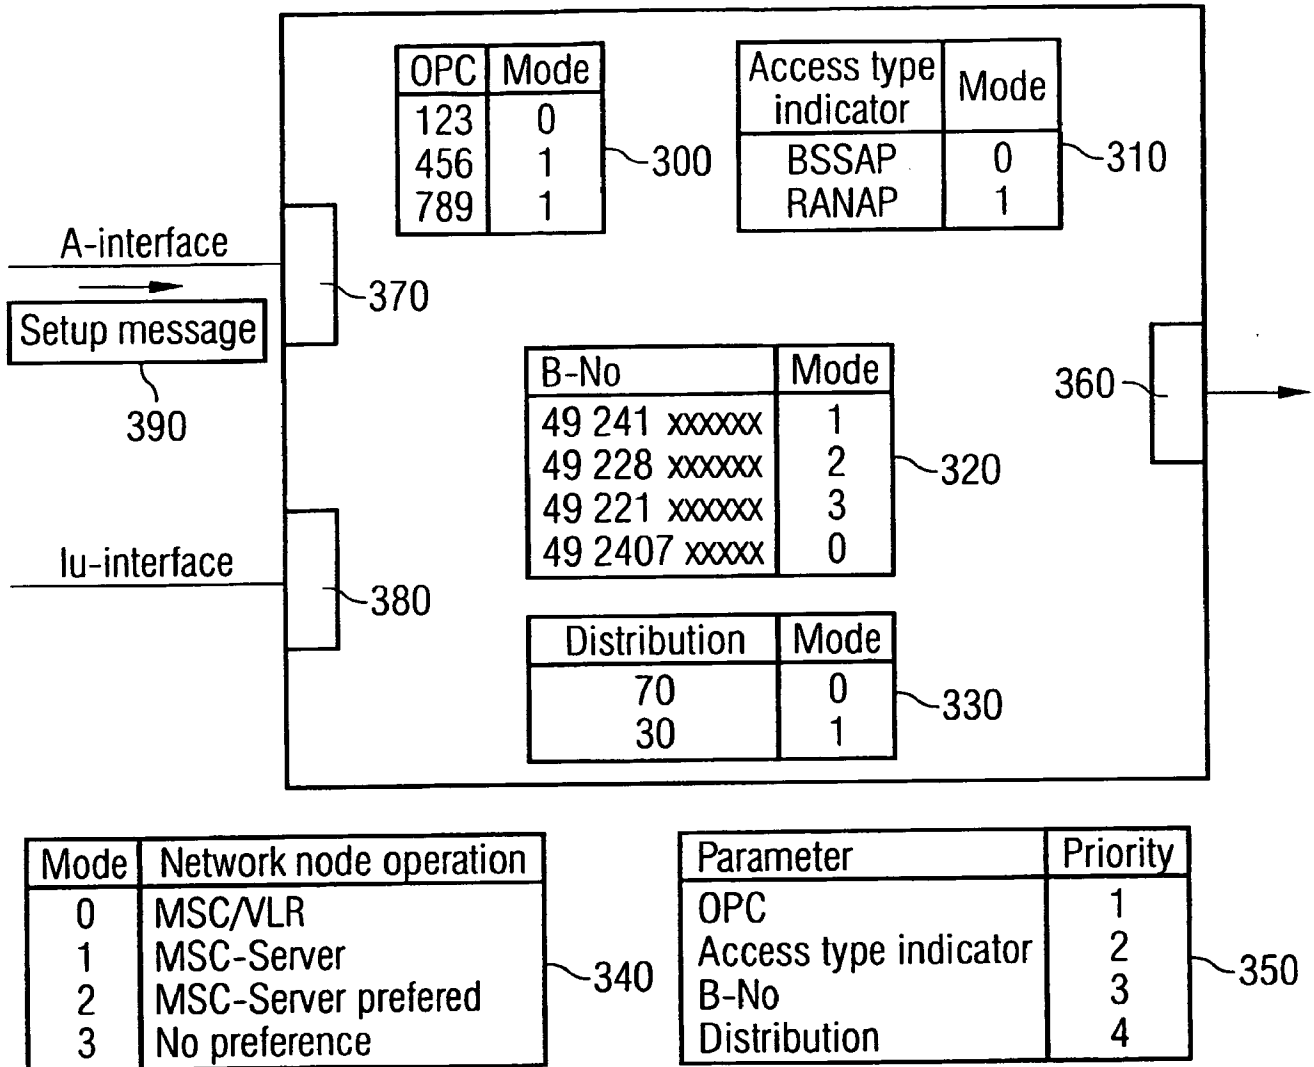 OPC Mode
123 0
456 1
789 1
300
Access type indicator Mode
BSSAP 0
RANAP 1
310
A-interface
Setup message
390
370
B-No Mode
49 241 xxxxxx 1
49 228 xxxxxx 2
49 221 xxxxxx 3
49 2407 xxxxx 0
320
360
Iu-interface
380
Distribution Mode
70 0
30 1
330
Mode Network node operation
0 MSC/VLR
1 MSC-Server
2 MSC-Server prefered
3 No preference
340
Parameter Priority
OPC 1
Access type indicator 2
B-No 3
Distribution 4
350